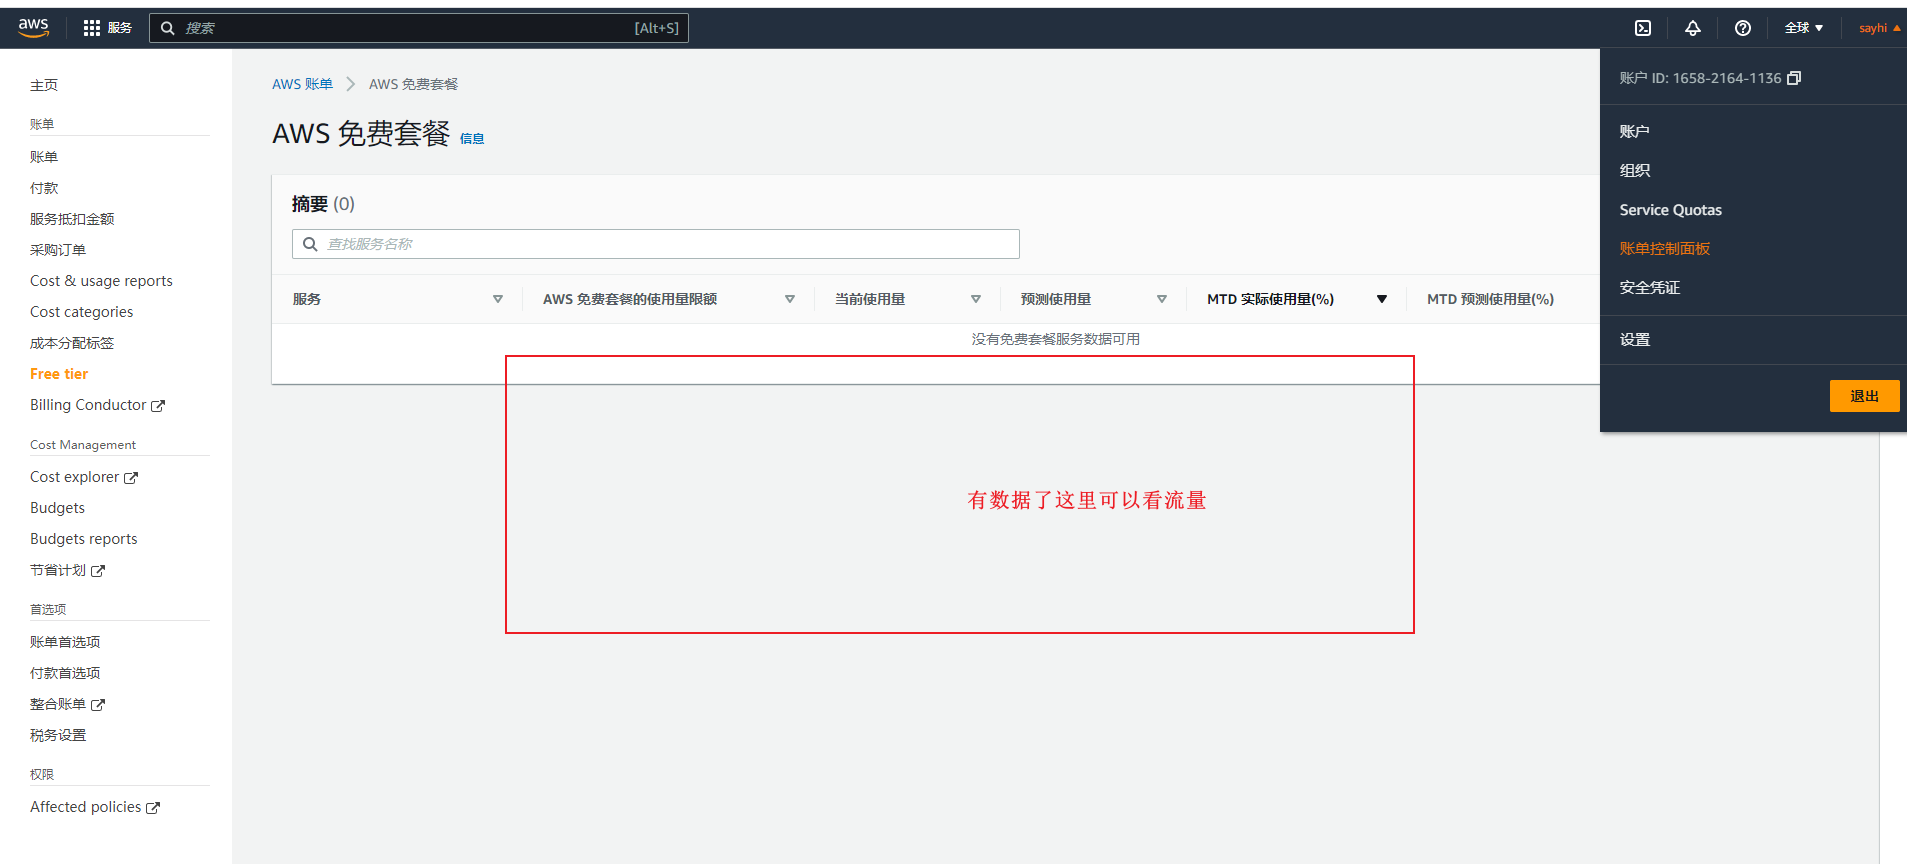 aws
服务
搜索
[Alt+S]
全球
sayhi
主页
账单
账单
付款
服务抵扣金额
采购订单
Cost & usage reports
Cost categories
成本分配标签
Free tier
Billing Conductor
Cost Management
Cost explorer
Budgets
Budgets reports
节省计划
首选项
账单首选项
付款首选项
整合账单
税务设置
权限
Affected policies
AWS 账单
AWS 免费套餐
AWS 免费套餐 信息
摘要 (0)
查找服务名称
服务 AWS 免费套餐的使用量限额 当前使用量 预测使用量 MTD 实际使用量(%) MTD 预测使用量(%)
没有免费套餐服务数据可用
有数据了这里可以看流量
账户 ID: 1658-2164-1136
账户
组织
Service Quotas
账单控制面板
安全凭证
设置
退出